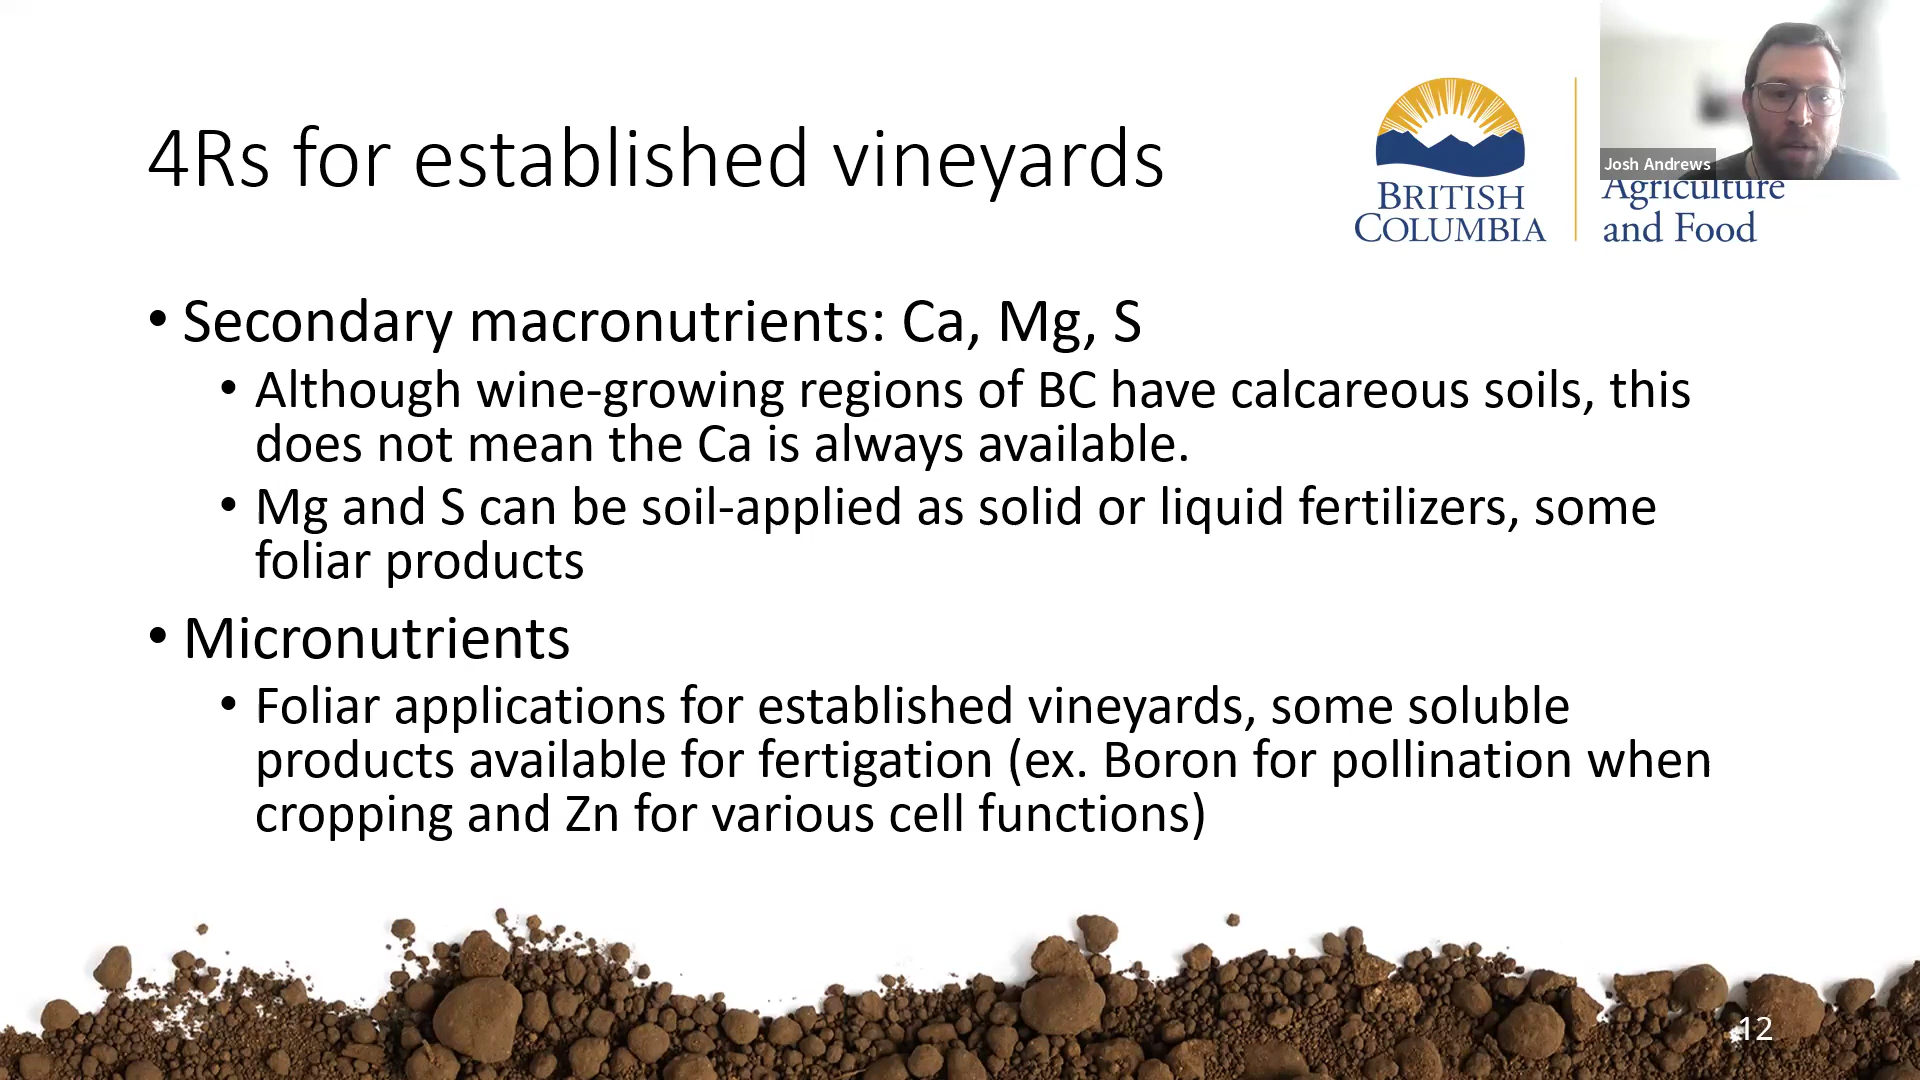 4Rs for established vineyards
BRITISH
COLUMBIA
Agriculture
and Food
Josh Andrews
• Secondary macronutrients: Ca, Mg, S
• Although wine-growing regions of BC have calcareous soils, this
does not mean the Ca is always available.
• Mg and S can be soil-applied as solid or liquid fertilizers, some
foliar products
• Micronutrients
• Foliar applications for established vineyards, some soluble
products available for fertigation (ex. Boron for pollination when
cropping and Zn for various cell functions)
12